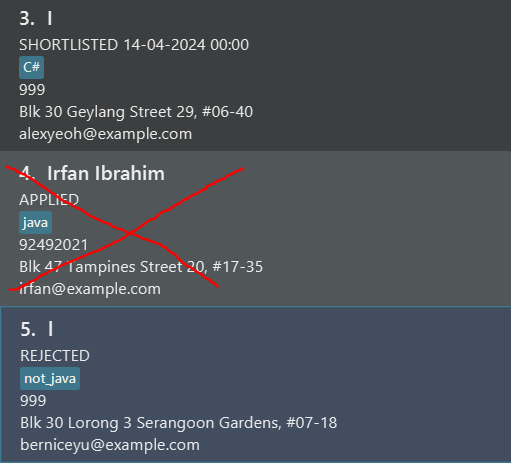 3. I
SHORTLISTED 14-04-2024 00:00
C#
999
Blk 30 Geylang Street 29, #06-40
alexyeoh@example.com
4. Irfan Ibrahim
APPLIED
java
92492021
Blk 47 Tampines Street 20, #17-35
irfan@example.com
5. I
REJECTED
not_java
999
Blk 30 Lorong 3 Serangoon Gardens, #07-18
berniceyu@example.com